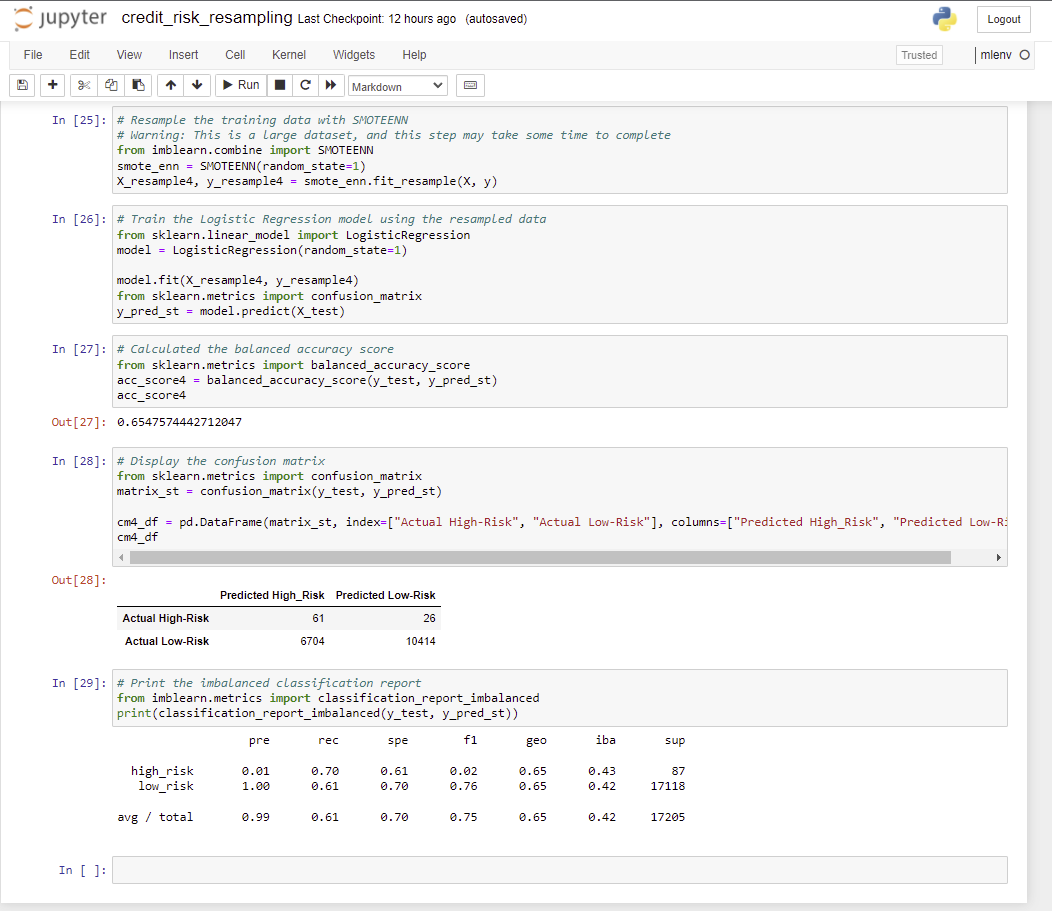 jupyter credit_risk_resampling Last Checkpoint: 12 hours ago (autosaved) Logout
File Edit View Insert Cell Kernel Widgets Help Trusted mlenv
Run Markdown
In [25]: # Resample the training data with SMOTEENN
# Warning: This is a large dataset, and this step may take some time to complete
from imblearn.combine import SMOTEENN
smote_enn = SMOTEENN(random_state=1)
X_resample4, y_resample4 = smote_enn.fit_resample(X, y)
In [26]: # Train the Logistic Regression model using the resampled data
from sklearn.linear_model import LogisticRegression
model = LogisticRegression(random_state=1)
model.fit(X_resample4, y_resample4)
from sklearn.metrics import confusion_matrix
y_pred_st = model.predict(X_test)
In [27]: # Calculated the balanced accuracy score
from sklearn.metrics import balanced_accuracy_score
acc_score4 = balanced_accuracy_score(y_test, y_pred_st)
acc_score4
Out[27]: 0.6547574442712047
In [28]: # Display the confusion matrix
from sklearn.metrics import confusion_matrix
matrix_st = confusion_matrix(y_test, y_pred_st)
cm4_df = pd.DataFrame(matrix_st, index=["Actual High-Risk", "Actual Low-Risk"], columns=["Predicted High_Risk", "Predicted Low-Ri
cm4_df
Out[28]:
Predicted High_Risk Predicted Low-Risk
Actual High-Risk 61 26
Actual Low-Risk 6704 10414
In [29]: # Print the imbalanced classification report
from imblearn.metrics import classification_report_imbalanced
print(classification_report_imbalanced(y_test, y_pred_st))
pre rec spe f1 geo iba sup
high_risk 0.01 0.70 0.61 0.02 0.65 0.43 87
low_risk 1.00 0.61 0.70 0.76 0.65 0.42 17118
avg / total 0.99 0.61 0.70 0.75 0.65 0.42 17205
In [ ]: